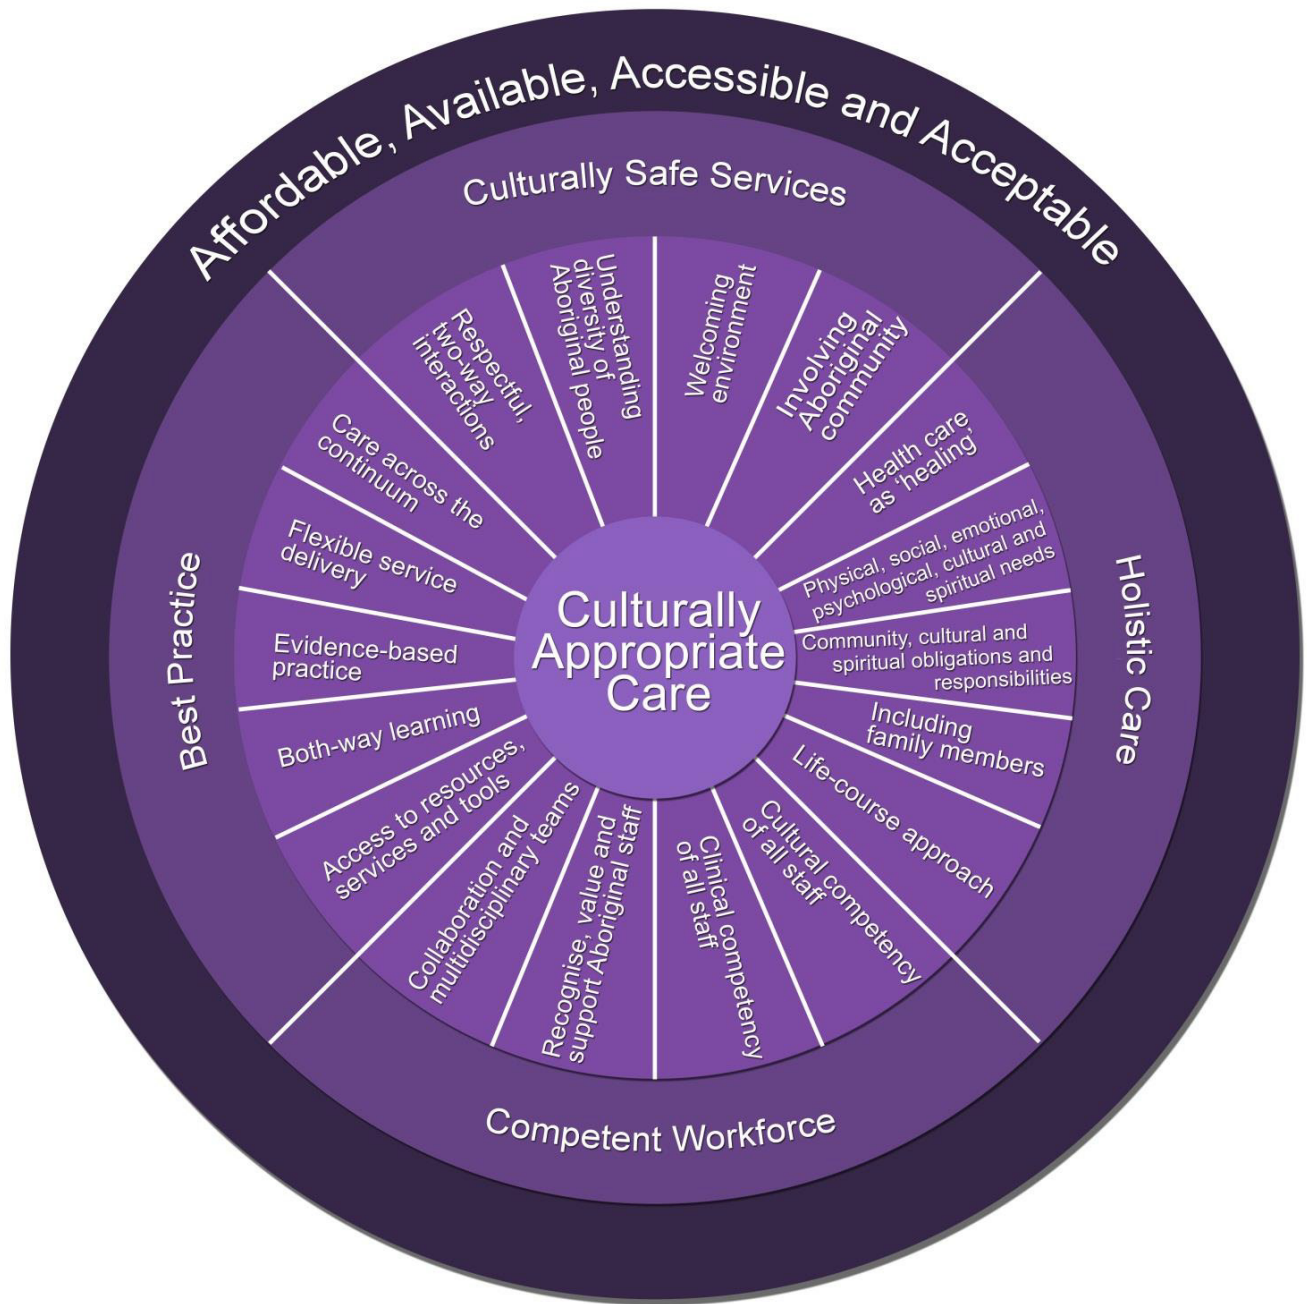 Affordable, Available, Accessible and Acceptable
Culturally Safe Services
Respectful,
two-way
interactions
Understanding
diversity of
Aboriginal people
Welcoming
environment
Involving
Aboriginal
community
Holistic Care
Health care
as ‘healing’
Physical, social, emotional,
psychological, cultural and
spiritual needs
Community, cultural and
spiritual obligations and
responsibilities
Including
family members
Life-course approach
Competent Workforce
Cultural competency
of all staff
Clinical competency
of all staff
Recognise, value and
support Aboriginal staff
Collaboration and
multidisciplinary teams
Best Practice
Access to resources,
services and tools
Both-way learning
Evidence-based
practice
Flexible service
delivery
Care across the
continuum
Culturally
Appropriate
Care